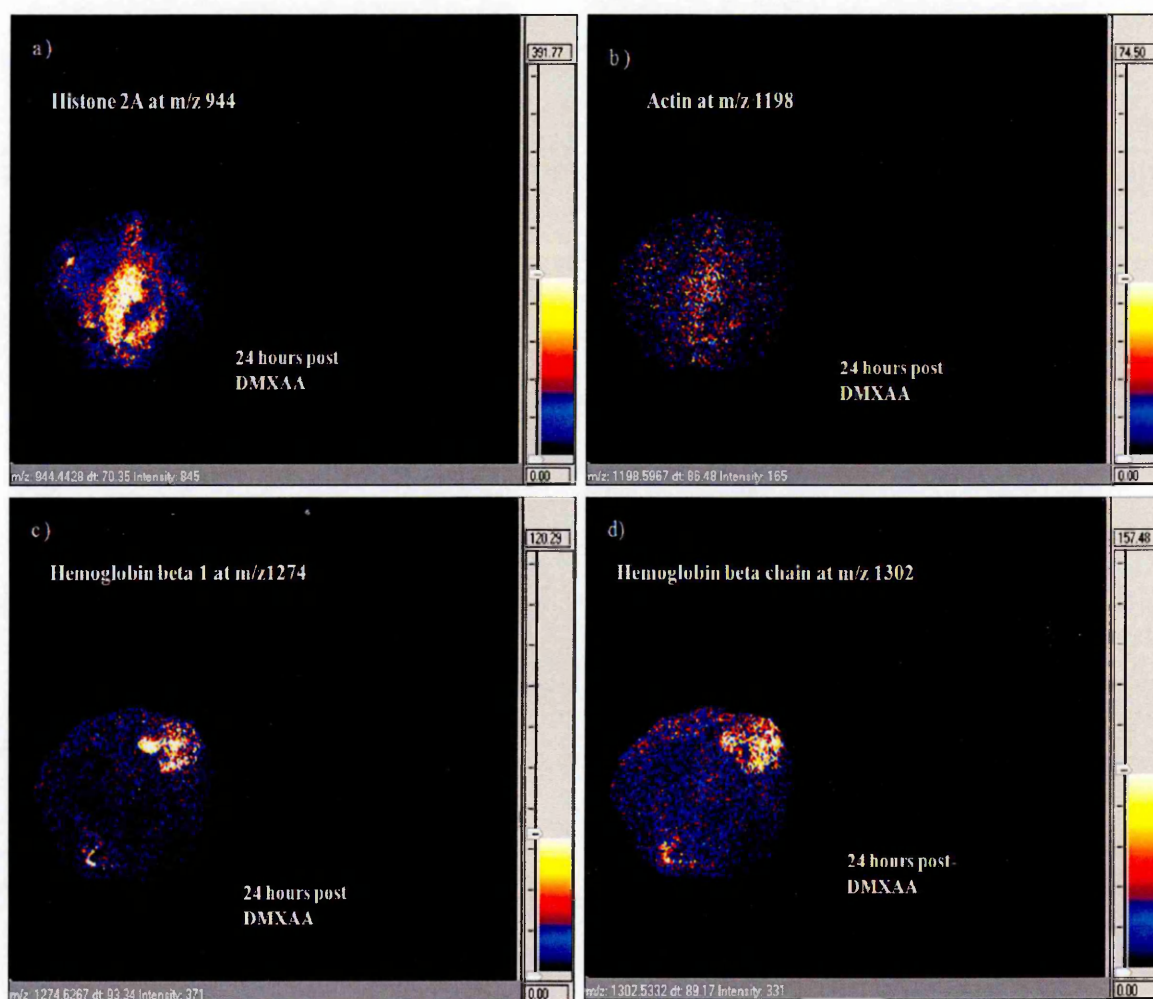 a)
391.77
Histone 2A at m/z 944
24 hours post
DMXAA
0.00
m/z: 944.4428 dt: 70.35 Intensity: 845
b)
74.50
Actin at m/z 1198
24 hours post
DMXAA
0.00
m/z: 1198.5967 dt: 86.48 Intensity: 165
c)
120.29
Hemoglobin beta 1 at m/z1274
24 hours post
DMXAA
0.00
m/z: 1274.6267 dt: 93.34 Intensity: 371
d)
157.48
Hemoglobin beta chain at m/z 1302
24 hours post-
DMXAA
0.00
m/z: 1302.5332 dt: 89.17 Intensity: 331